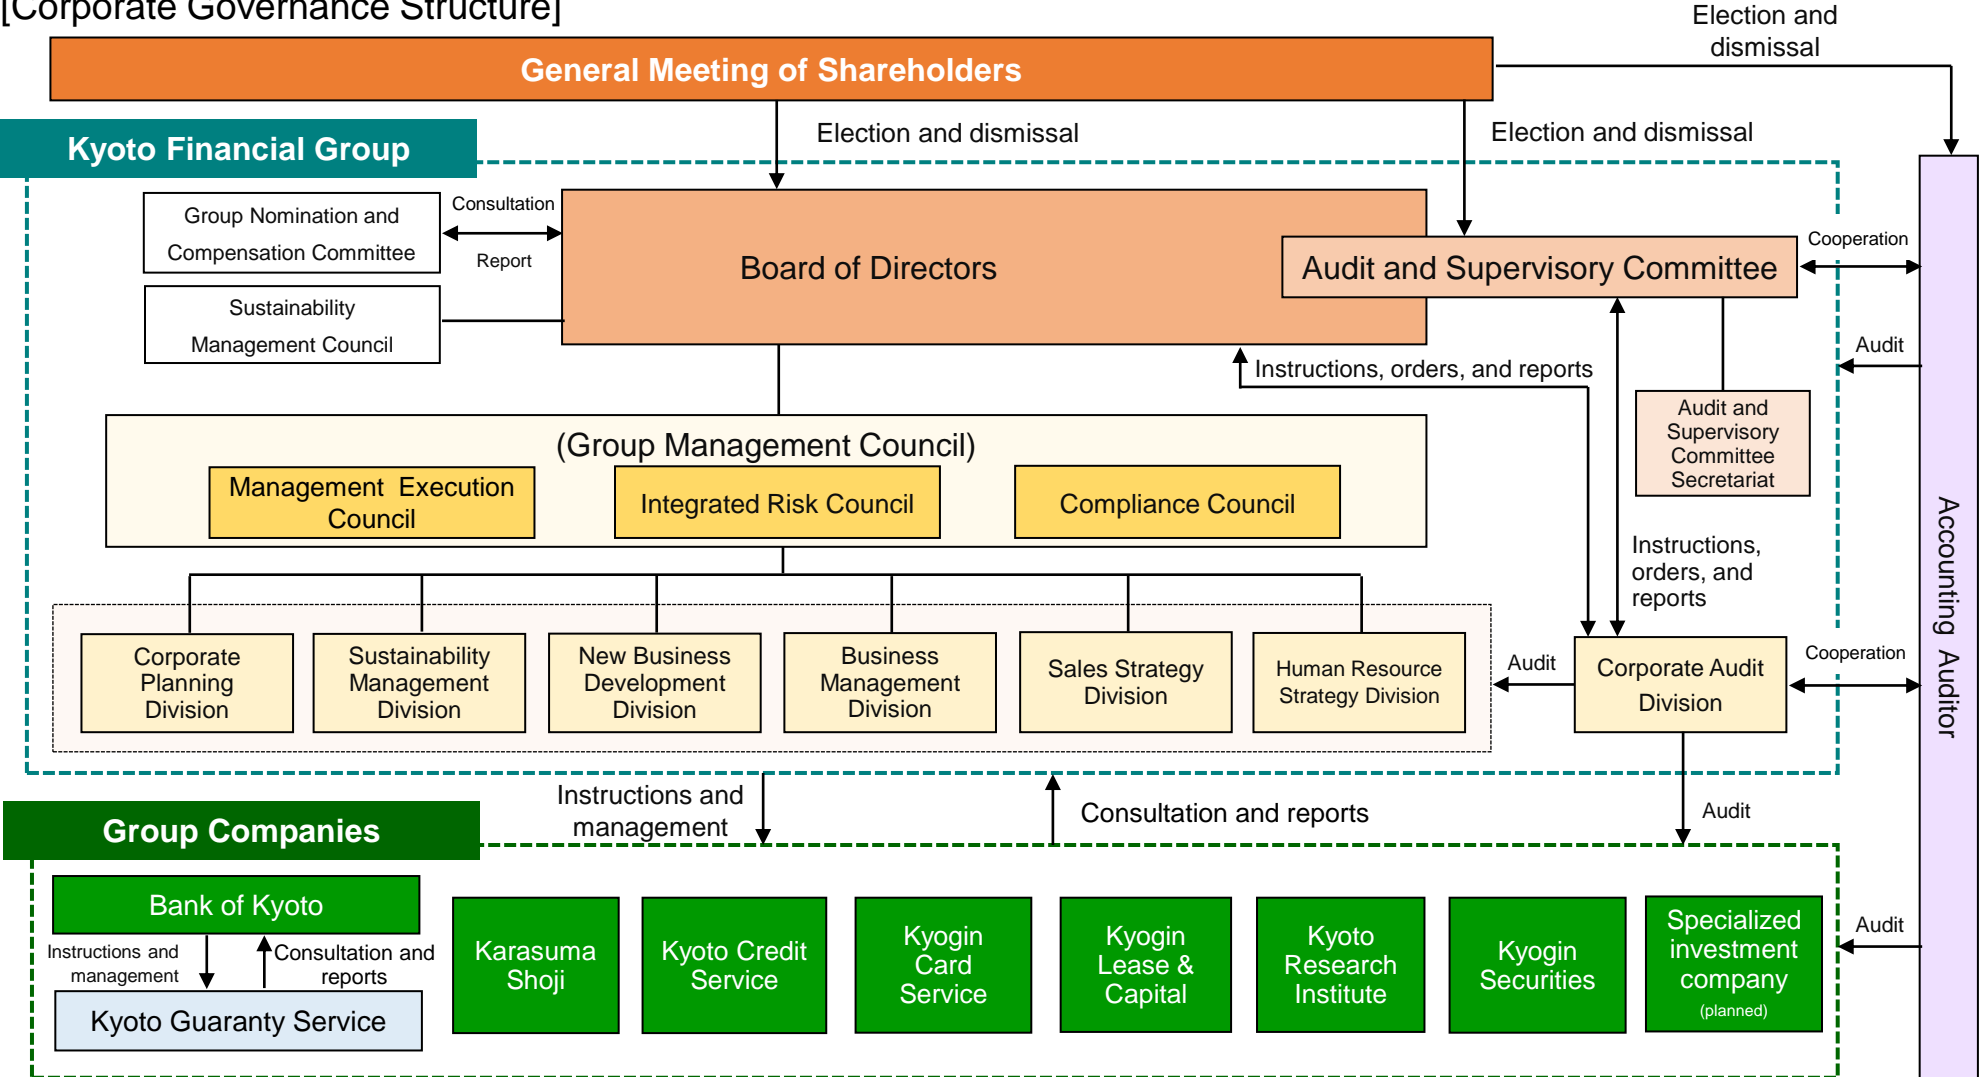 [Corporate Governance Structure]
Election and
dismissal
General Meeting of Shareholders
Election and dismissal
Election and dismissal
Kyoto Financial Group
Group Nomination and
Compensation Committee
Consultation
Report
Board of Directors
Audit and Supervisory Committee
Cooperation
Sustainability
Management Council
Audit
Instructions, orders, and reports
Audit and
Supervisory
Committee
Secretariat
(Group Management Council)
Management Execution
Council
Integrated Risk Council
Compliance Council
Instructions,
orders, and
reports
Accounting Auditor
Corporate
Planning
Division
Sustainability
Management
Division
New Business
Development
Division
Business
Management
Division
Sales Strategy
Division
Human Resource
Strategy Division
Audit
Corporate Audit
Division
Cooperation
Instructions and
management
Consultation and reports
Audit
Group Companies
Bank of Kyoto
Instructions and
management
Consultation and
reports
Kyoto Guaranty Service
Karasuma
Shoji
Kyoto Credit
Service
Kyogin
Card
Service
Kyogin
Lease &
Capital
Kyoto
Research
Institute
Kyogin
Securities
Specialized
investment
company
(planned)
Audit